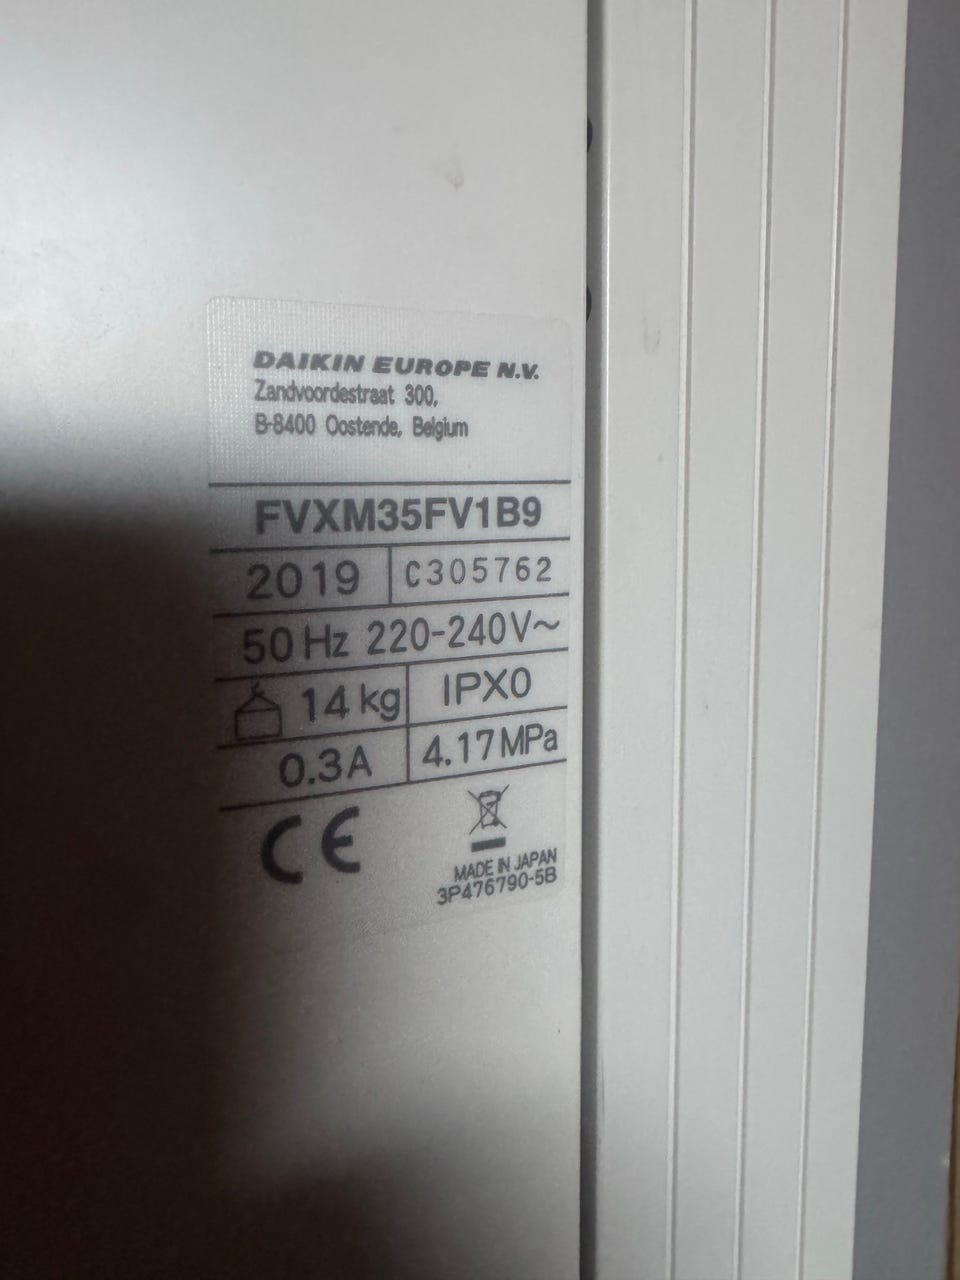 DAIKIN EUROPE N.V.
Zandvoordestraat 300,
B-8400 Oostende, Belgium
FVXM35FV1B9
2019 C305762
50 Hz 220-240V~
14 kg IPX0
0.3A 4.17MPa
CE
MADE IN JAPAN
3P476790-5B